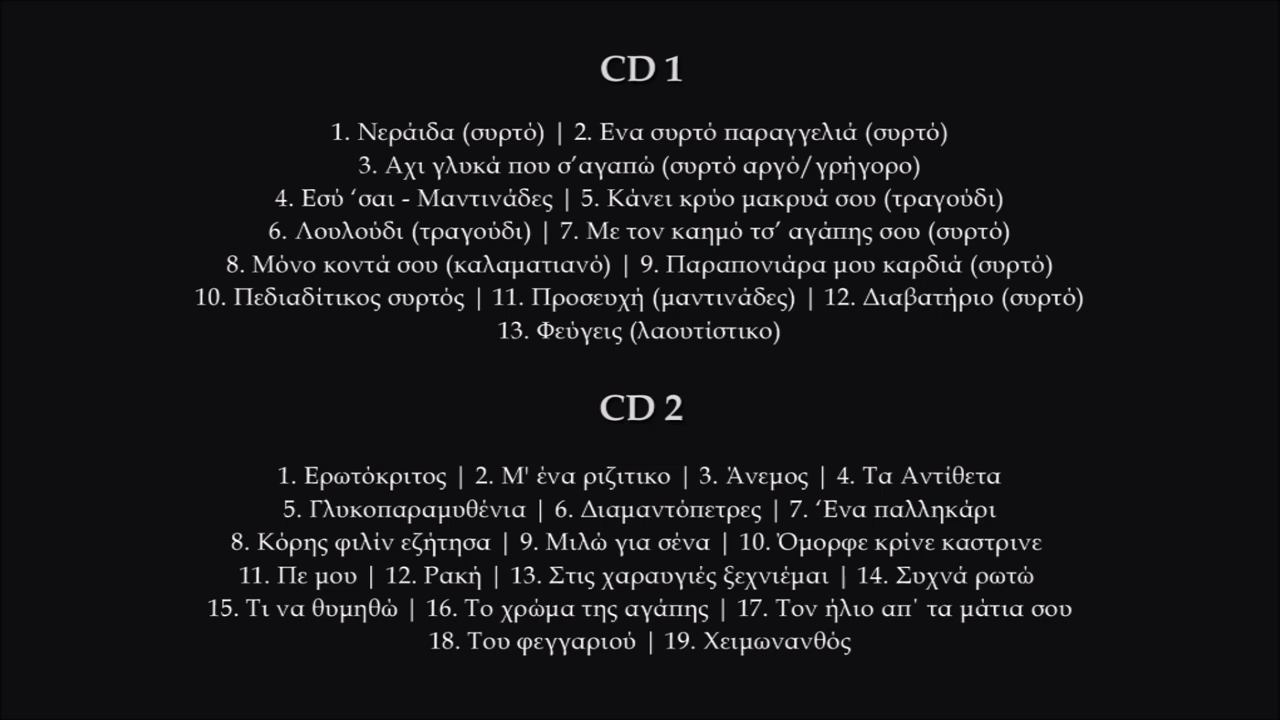 CD 1
1. Νεράιδα (συρτό) | 2. Ενα συρτό παραγγελιά (συρτό)
3. Αχι γλυκά που σ’αγαπώ (συρτό αργό/γρήγορο)
4. Εσύ ‘σαι - Μαντινάδες | 5. Κάνει κρύο μακρυά σου (τραγούδι)
6. Λουλούδι (τραγούδι) | 7. Με τον καημό τσ’ αγάπης σου (συρτό)
8. Μόνο κοντά σου (καλαματιανό) | 9. Παραπονιάρα μου καρδιά (συρτό)
10. Πεδιαδίτικος συρτός | 11. Προσευχή (μαντινάδες) | 12. Διαβατήριο (συρτό)
13. Φεύγεις (λαουτίστικο)
CD 2
1. Ερωτόκριτος | 2. Μ' ένα ριζιτικο | 3. Άνεμος | 4. Τα Αντίθετα
5. Γλυκοπαραμυθένια | 6. Διαμαντόπετρες | 7. ‘Ενα παλληκάρι
8. Κόρης φιλίν εζήτησα | 9. Μιλώ για σένα | 10. Όμορφε κρίνε καστρινε
11. Πε μου | 12. Ρακή | 13. Στις χαραυγιές ξεχνιέμαι | 14. Συχνά ρωτώ
15. Τι να θυμηθώ | 16. Το χρώμα της αγάπης | 17. Τον ήλιο απ΄ τα μάτια σου
18. Του φεγγαριού | 19. Χειμωνανθός